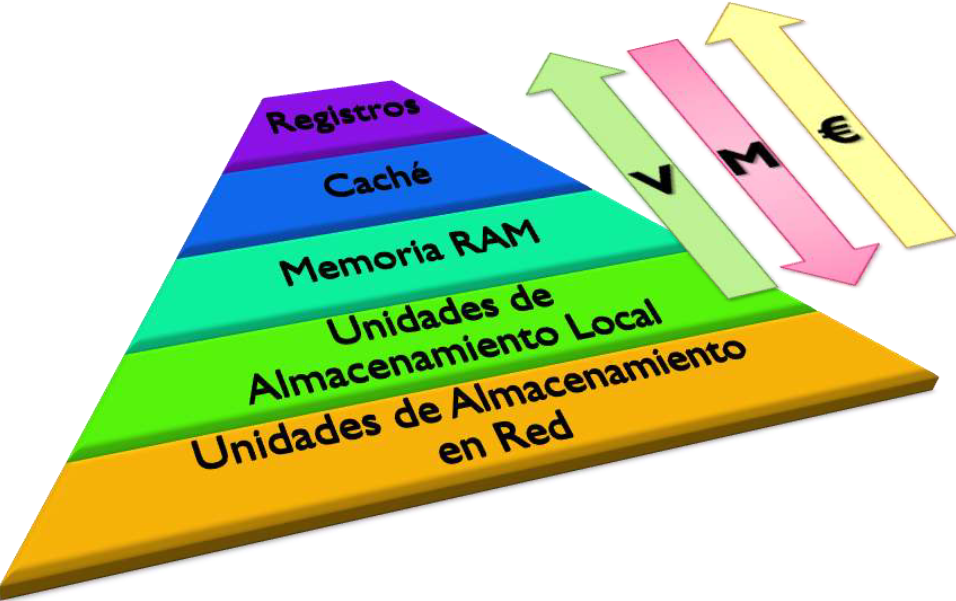 Registros
Caché
Memoria RAM
Unidades de
Almacenamiento Local
Unidades de Almacenamiento
en Red
V
M
€